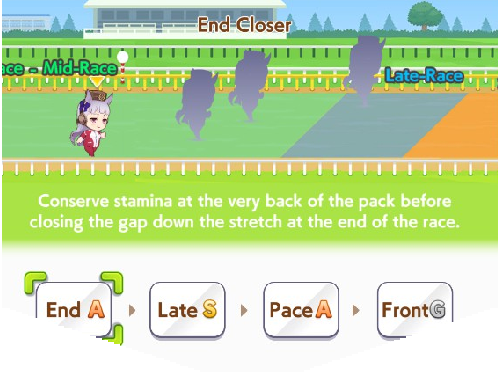 End Closer
ace - Mid-Race
Late-Race
Conserve stamina at the very back of the pack before
closing the gap down the stretch at the end of the race.
End A
Late S
Pace A
Front G